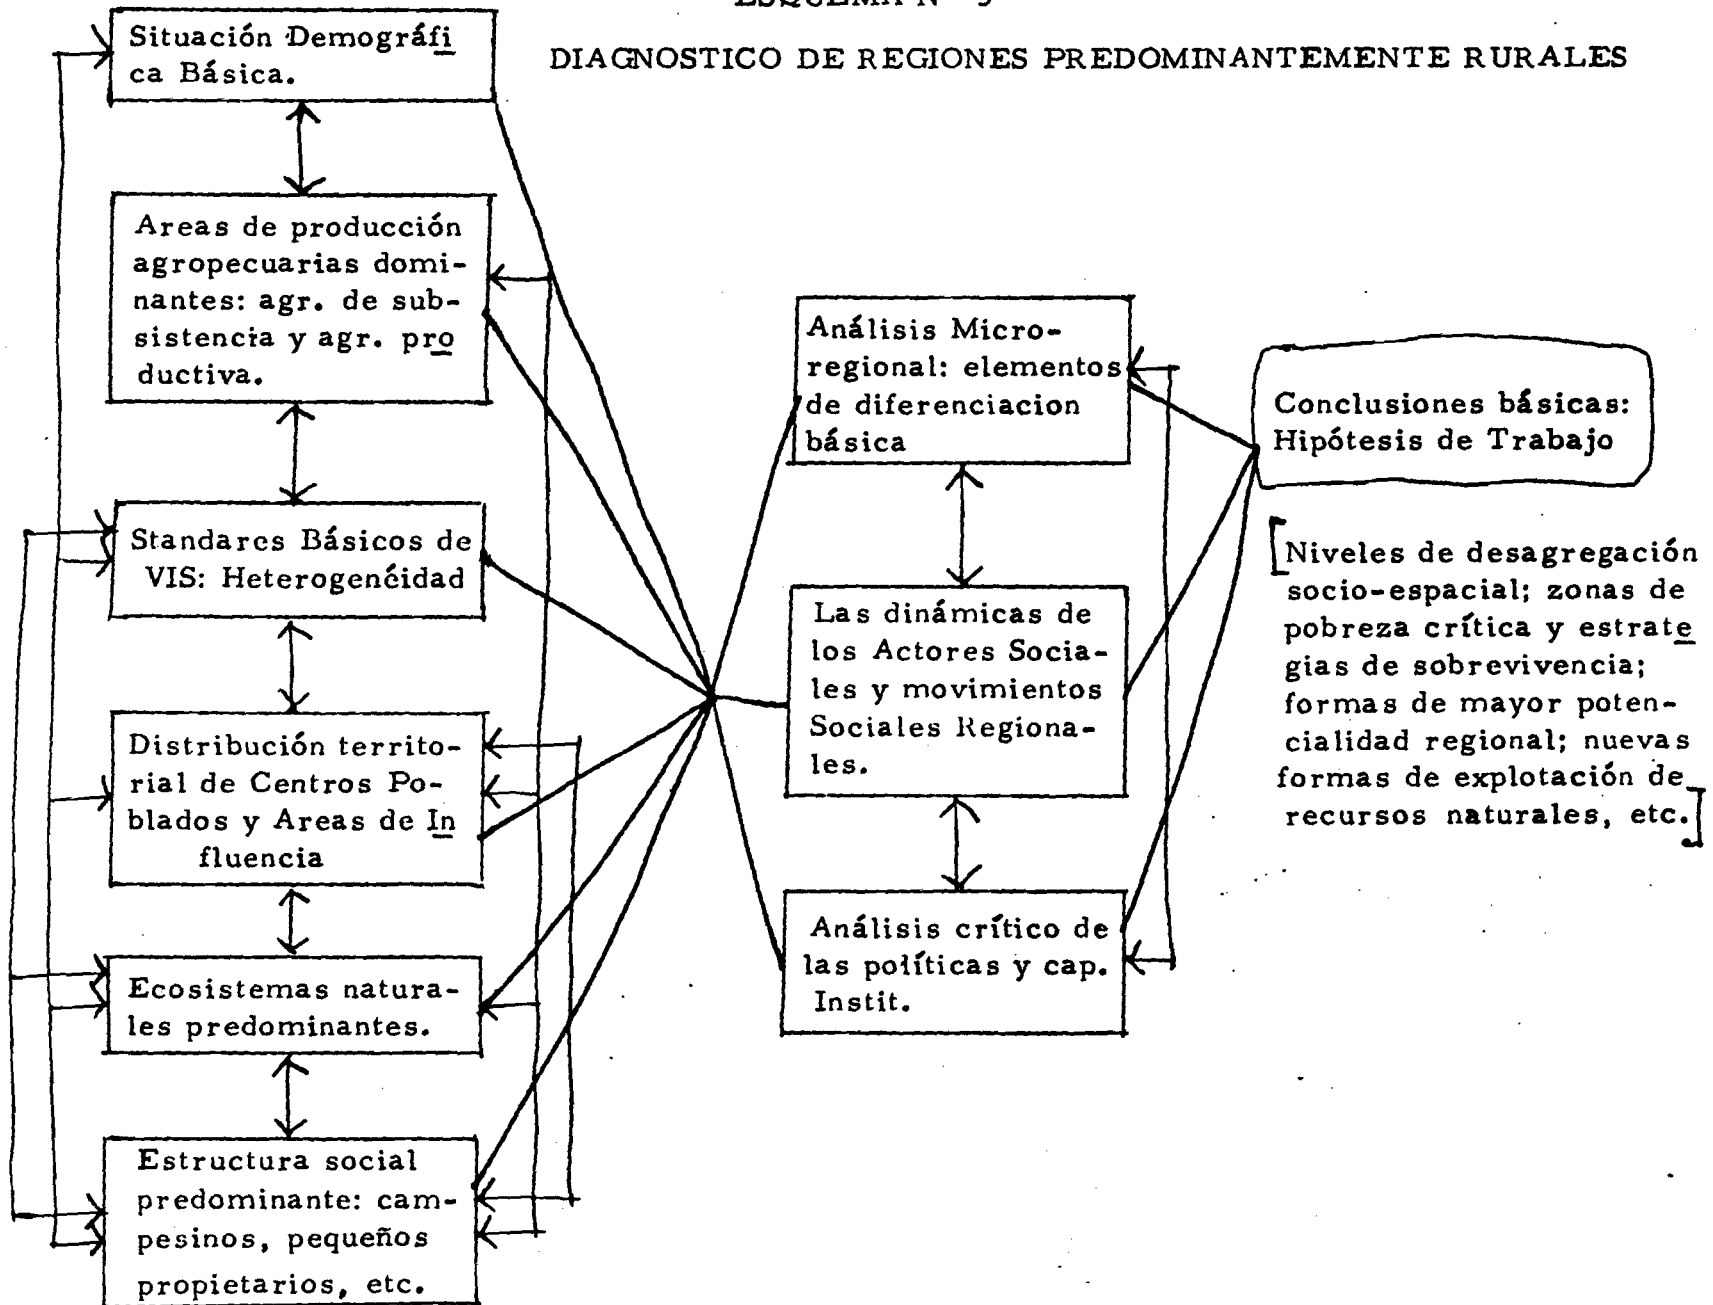 ESQUEMA N° 3
DIAGNOSTICO DE REGIONES PREDOMINANTEMENTE RURALES
Situación Demográfi
ca Básica.
Areas de producción
agropecuarias domi-
nantes: agr. de sub-
sistencia y agr. pro
ductiva.
Standares Básicos de
VIS: Heterogenéidad
Distribución territo-
rial de Centros Po-
blados y Areas de In
fluencia
Ecosistemas natura-
les predominantes.
Estructura social
predominante: cam-
pesinos, pequeños
propietarios, etc.
Análisis Micro-
regional: elementos
de diferenciacion
básica
Las dinámicas de
los Actores Socia-
les y movimientos
Sociales Regiona-
les.
Análisis crítico de
las políticas y cap.
Instit.
Conclusiones básicas:
Hipótesis de Trabajo
[Niveles de desagregación
socio-espacial; zonas de
pobreza crítica y estrate
gias de sobrevivencia;
formas de mayor poten-
cialidad regional; nuevas
formas de explotación de
recursos naturales, etc.]